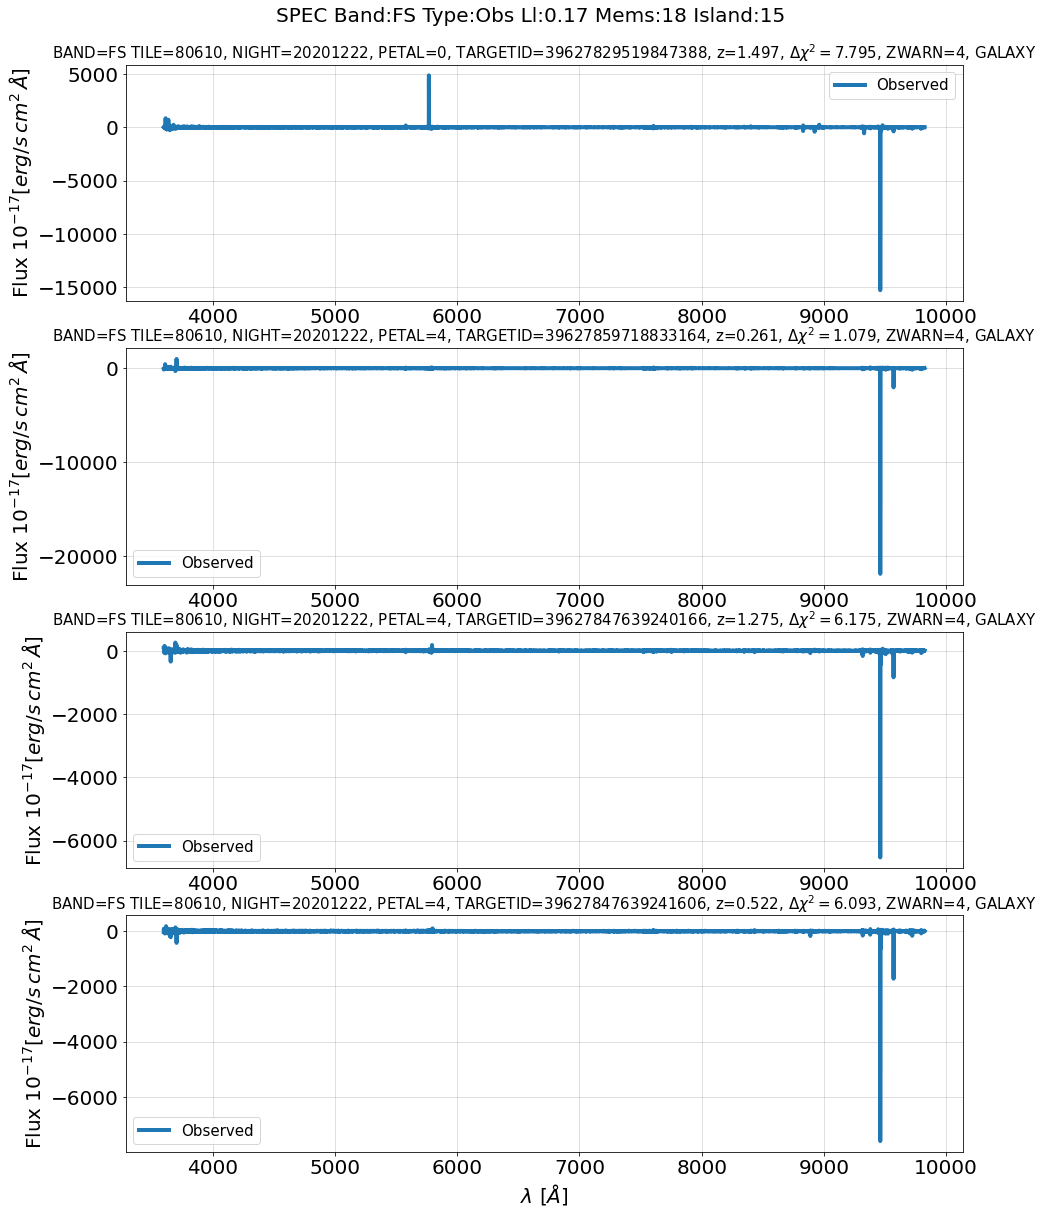 SPEC Band:FS Type:Obs Ll:0.17 Mems:18 Island:15
BAND=FS TILE=80610, NIGHT=20201222, PETAL=0, TARGETID=39627829519847388, z=1.497, Δχ² = 7.795, ZWARN=4, GALAXY
Flux 10⁻¹⁷[erg/s cm² Å]
5000
0
−5000
−10000
−15000
Observed
4000 5000 6000 7000 8000 9000 10000
BAND=FS TILE=80610, NIGHT=20201222, PETAL=4, TARGETID=39627859718833164, z=0.261, Δχ² = 1.079, ZWARN=4, GALAXY
Flux 10⁻¹⁷[erg/s cm² Å]
0
−10000
−20000
Observed
4000 5000 6000 7000 8000 9000 10000
BAND=FS TILE=80610, NIGHT=20201222, PETAL=4, TARGETID=39627847639240166, z=1.275, Δχ² = 6.175, ZWARN=4, GALAXY
Flux 10⁻¹⁷[erg/s cm² Å]
0
−2000
−4000
−6000
Observed
4000 5000 6000 7000 8000 9000 10000
BAND=FS TILE=80610, NIGHT=20201222, PETAL=4, TARGETID=39627847639241606, z=0.522, Δχ² = 6.093, ZWARN=4, GALAXY
Flux 10⁻¹⁷[erg/s cm² Å]
0
−2000
−4000
−6000
Observed
4000 5000 6000 7000 8000 9000 10000
λ [Å]